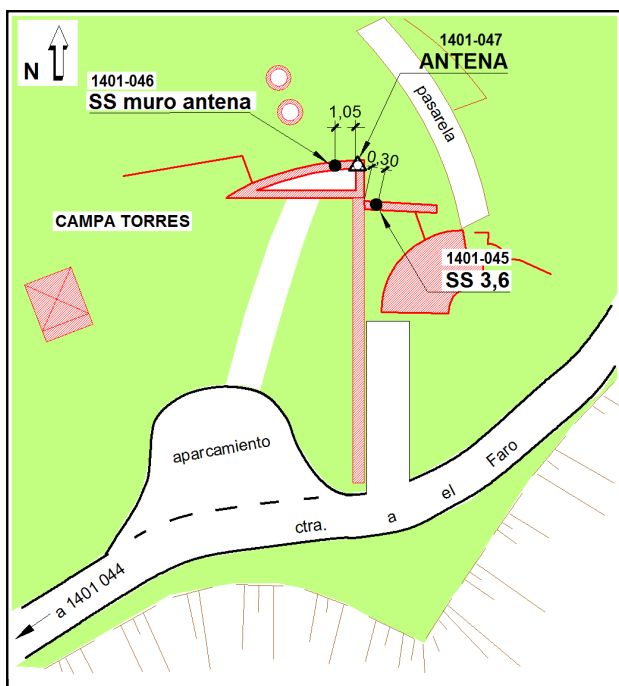 N
1401-047
ANTENA
1401-046
SS muro antena
1,05
0,30
pasarela
CAMPA TORRES
1401-045
SS 3,6
aparcamiento
ctra. a el Faro
a 1401 044